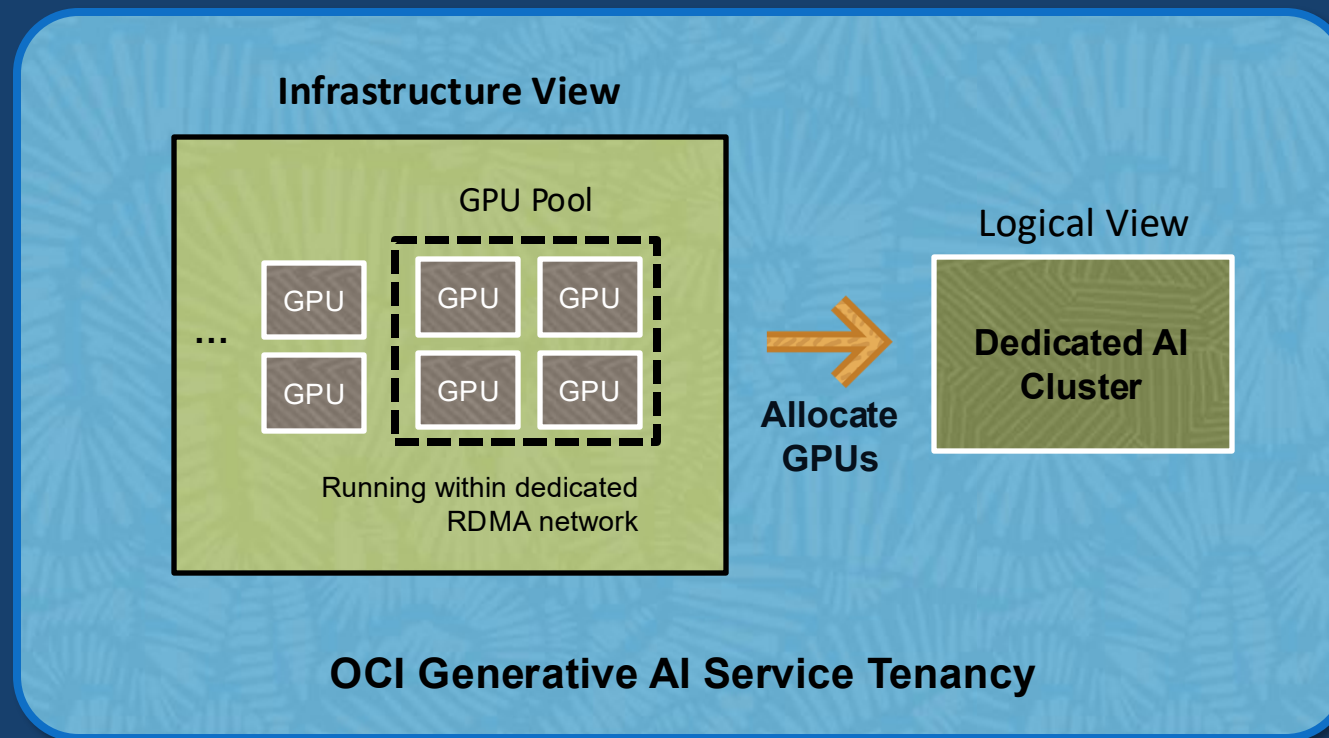 Infrastructure View
GPU Pool
GPU GPU GPU
...
GPU GPU GPU
Running within dedicated
RDMA network
Allocate
GPUs
Logical View
Dedicated AI
Cluster
OCI Generative AI Service Tenancy